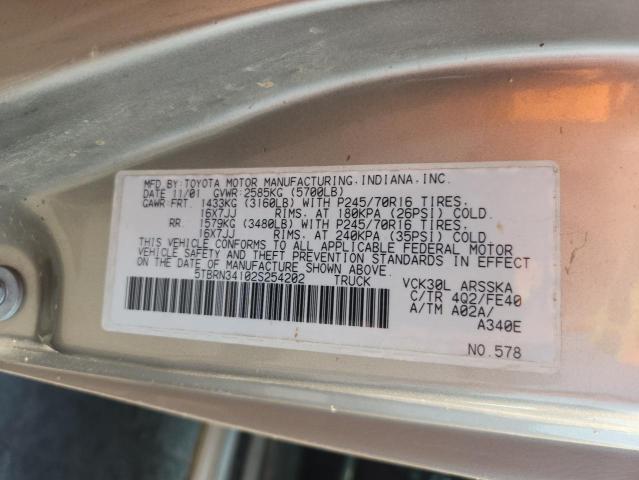 MFD.BY:TOYOTA MOTOR MANUFACTURING,INDIANA,INC.
DATE 11/01 GVWR:2585KG (5700LB)
GAWR:FRT 1433KG (3160LB) WITH P245/70R16 TIRES,
16X7JJ RIMS, AT 180KPA (26PSI) COLD.
RR 1579KG (3480LB) WITH P245/70R16 TIRES,
16X7JJ RIMS, AT 240KPA (35PSI) COLD.
THIS VEHICLE CONFORMS TO ALL APPLICABLE FEDERAL MOTOR
VEHICLE SAFETY AND THEFT PREVENTION STANDARDS IN EFFECT
ON THE DATE OF MANUFACTURE SHOWN ABOVE.
5TBRN34102S254202 TRUCK
VCK30L ARSSKA
C/TR 4Q2/FE40
A/TM A02A/
A340E
NO.578